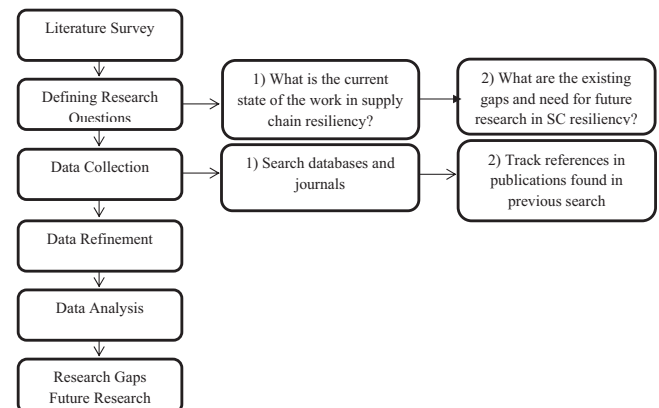 Literature Survey
Defining Research
Questions
1) What is the current
state of the work in supply
chain resiliency?
2) What are the existing
gaps and need for future
research in SC resiliency?
Data Collection
1) Search databases and
journals
2) Track references in
publications found in
previous search
Data Refinement
Data Analysis
Research Gaps
Future Research